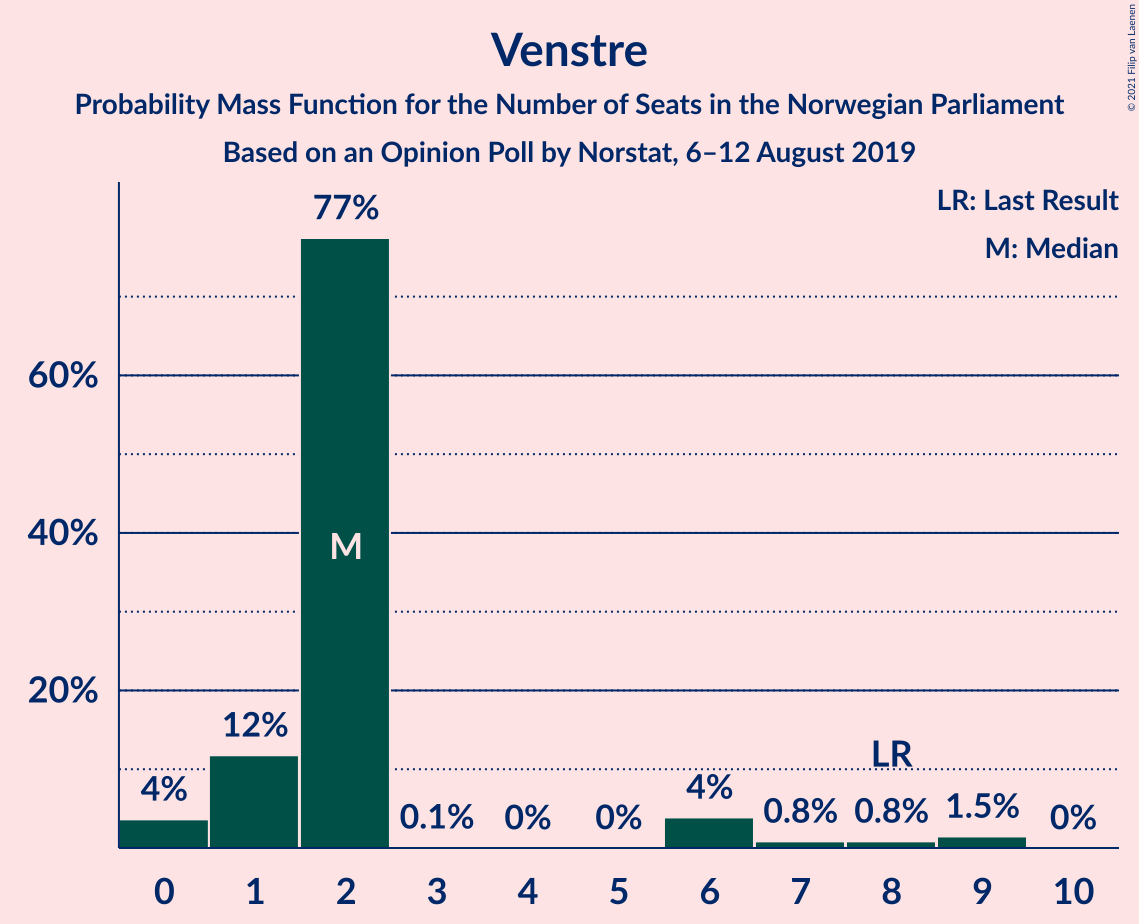 Venstre
Probability Mass Function for the Number of Seats in the Norwegian Parliament
Based on an Opinion Poll by Norstat, 6–12 August 2019
© 2021 Filip van Laenen
LR: Last Result
M: Median
77%
60%
40%
M
20%
12%
4%
0.1%
0%
0%
4%
0.8%
LR
0.8%
1.5%
0%
0 1 2 3 4 5 6 7 8 9 10